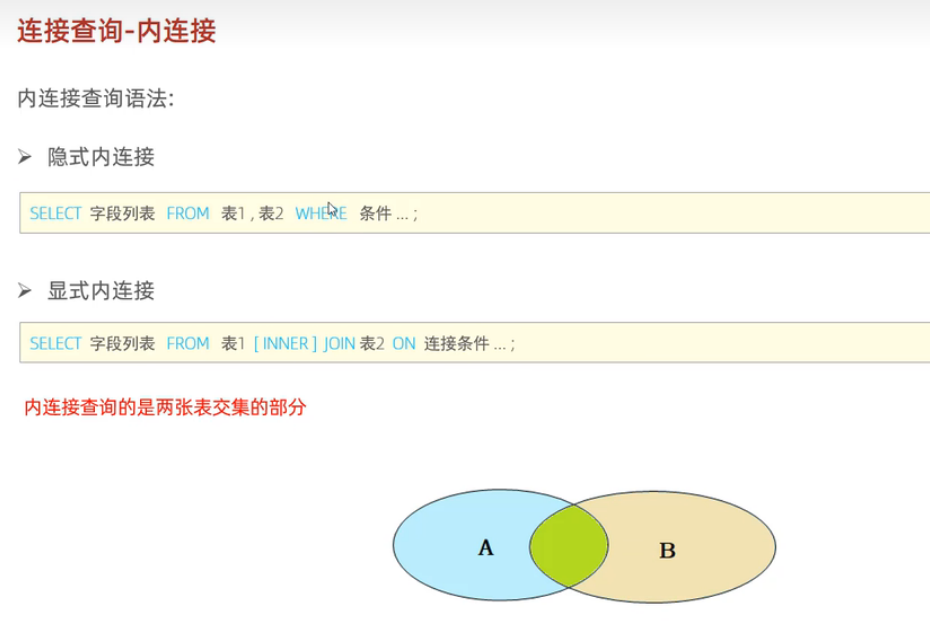 连接查询-内连接
内连接查询语法:
➢ 隐式内连接
SELECT 字段列表 FROM 表1 , 表2 WHERE 条件 ... ;
➢ 显式内连接
SELECT 字段列表 FROM 表1 [ INNER ] JOIN 表2 ON 连接条件 ... ;
内连接查询的是两张表交集的部分
A B